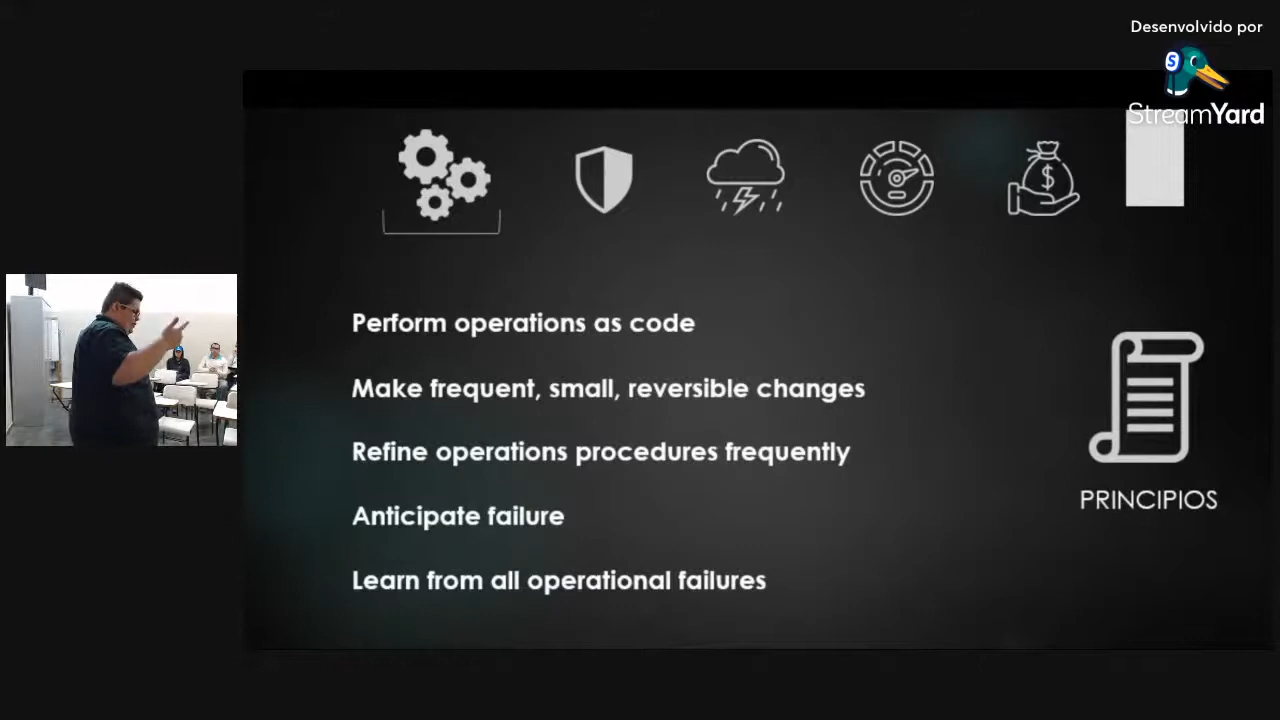 Desenvolvido por
S
StreamYard
$
Perform operations as code
Make frequent, small, reversible changes
Refine operations procedures frequently
Anticipate failure
Learn from all operational failures
PRINCIPIOS